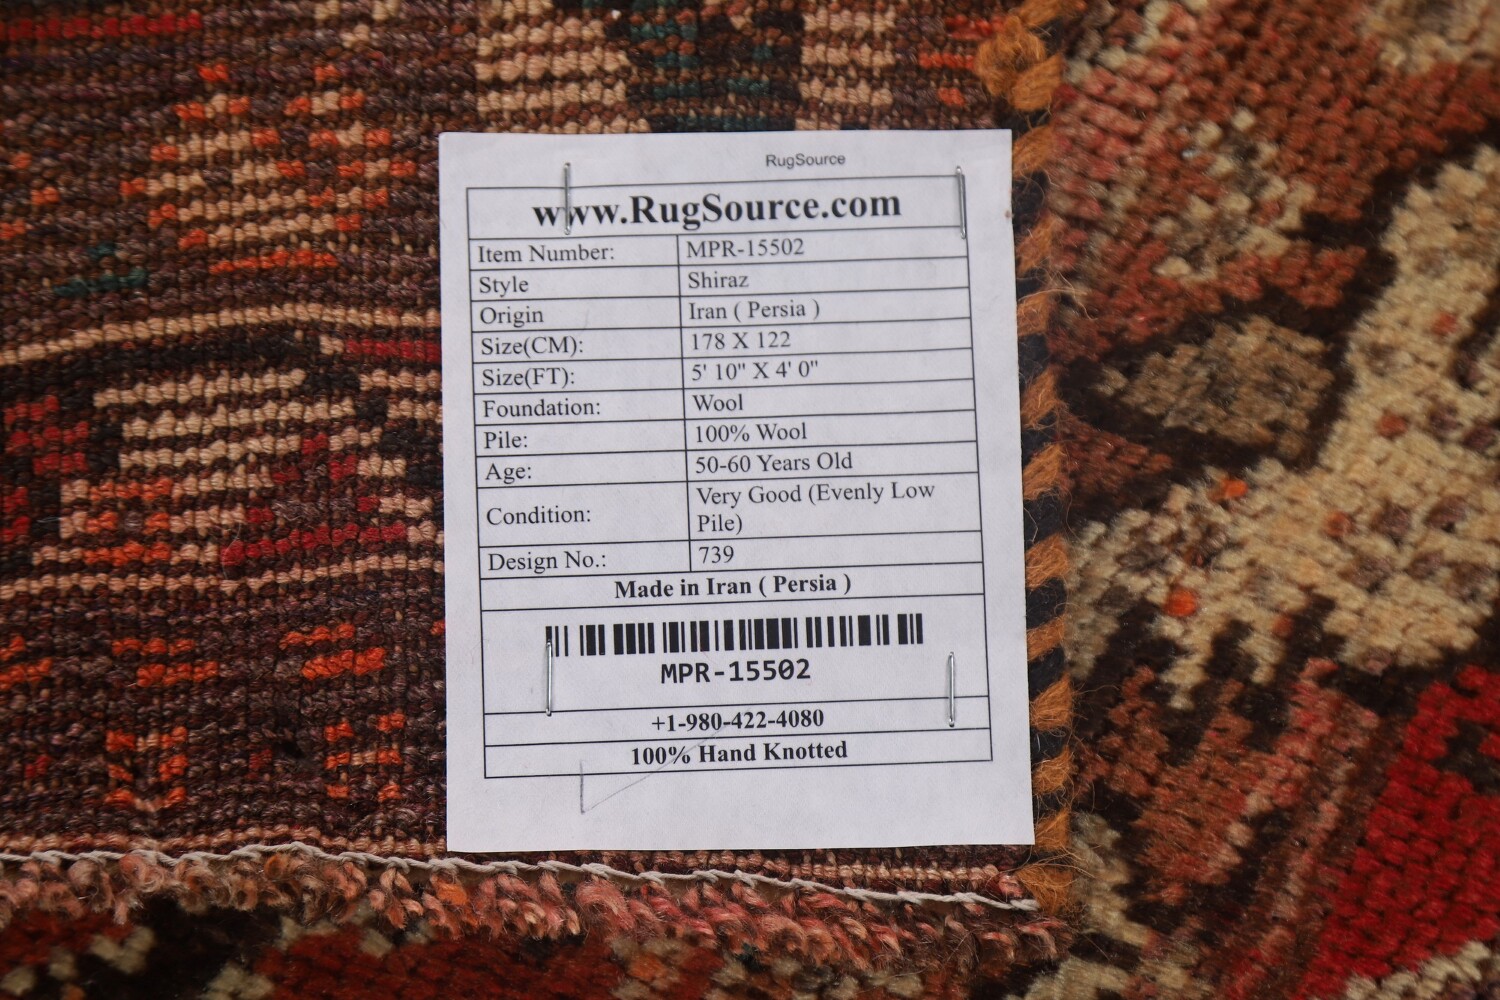 RugSource
www.RugSource.com
Item Number: MPR-15502
Style Shiraz
Origin Iran ( Persia )
Size(CM): 178 X 122
Size(FT): 5' 10" X 4' 0"
Foundation: Wool
Pile: 100% Wool
Age: 50-60 Years Old
Condition: Very Good (Evenly Low
Pile)
Design No.: 739
Made in Iran ( Persia )
MPR-15502
+1-980-422-4080
100% Hand Knotted